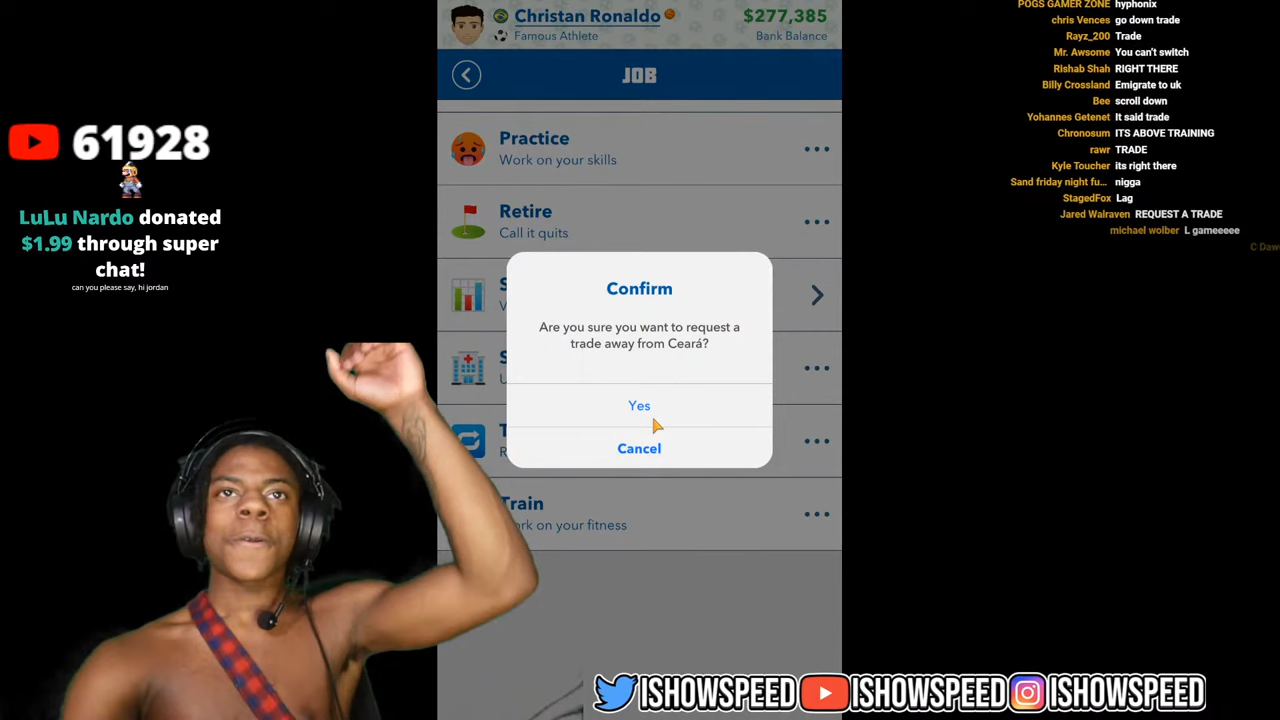 Christan Ronaldo
Famous Athlete
$277,385
Bank Balance
JOB
Practice
Work on your skills
Retire
Call it quits
S
V
S
U
T
R
Train
ork on your fitness
Confirm
Are you sure you want to request a
trade away from Ceará?
Yes
Cancel
61928
LuLu Nardo donated
$1.99 through super
chat!
can you please say, hi jordan
POGS GAMER ZONE hyphonix
chris Vences go down trade
Rayz_200 Trade
Mr. Awsome You can't switch
Rishab Shah RIGHT THERE
Billy Crossland Emigrate to uk
Bee scroll down
Yohannes Getenet It said trade
Chronosum ITS ABOVE TRAINING
rawr TRADE
Kyle Toucher its right there
Sand friday night fu... nigga
StagedFox Lag
Jared Walraven REQUEST A TRADE
michael wolber L gameeeee
C Daw
ISHOWSPEED ISHOWSPEED ISHOWSPEED